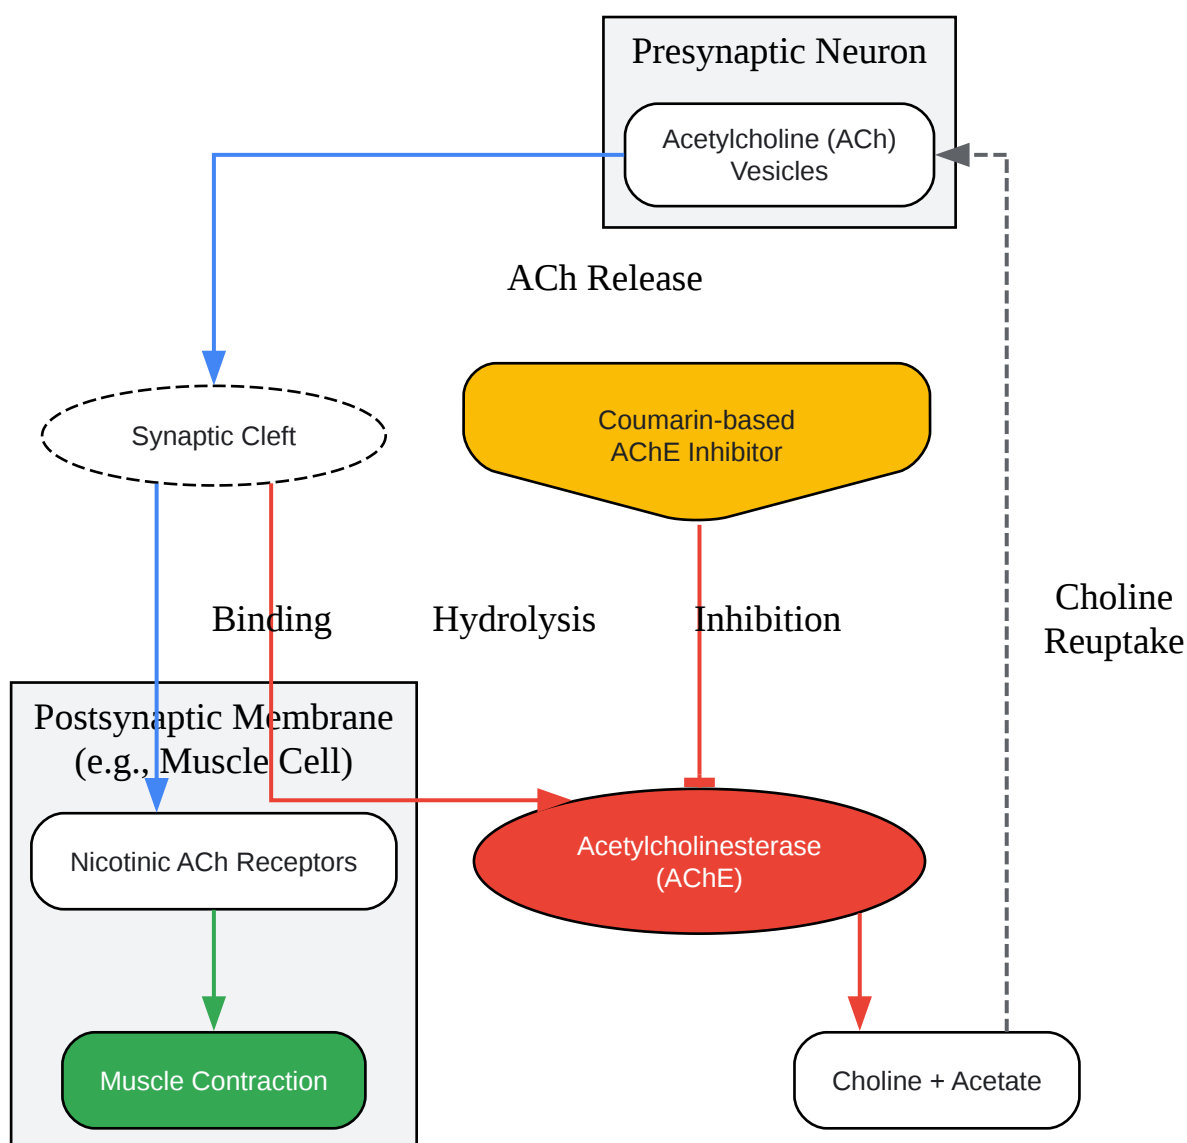 Presynaptic Neuron
Acetylcholine (ACh)
Vesicles
ACh Release
Coumarin-based
AChE Inhibitor
Synaptic Cleft
Binding
Hydrolysis
Inhibition
Choline
Reuptake
Postsynaptic Membrane
(e.g., Muscle Cell)
Nicotinic ACh Receptors
Acetylcholinesterase
(AChE)
Muscle Contraction
Choline + Acetate